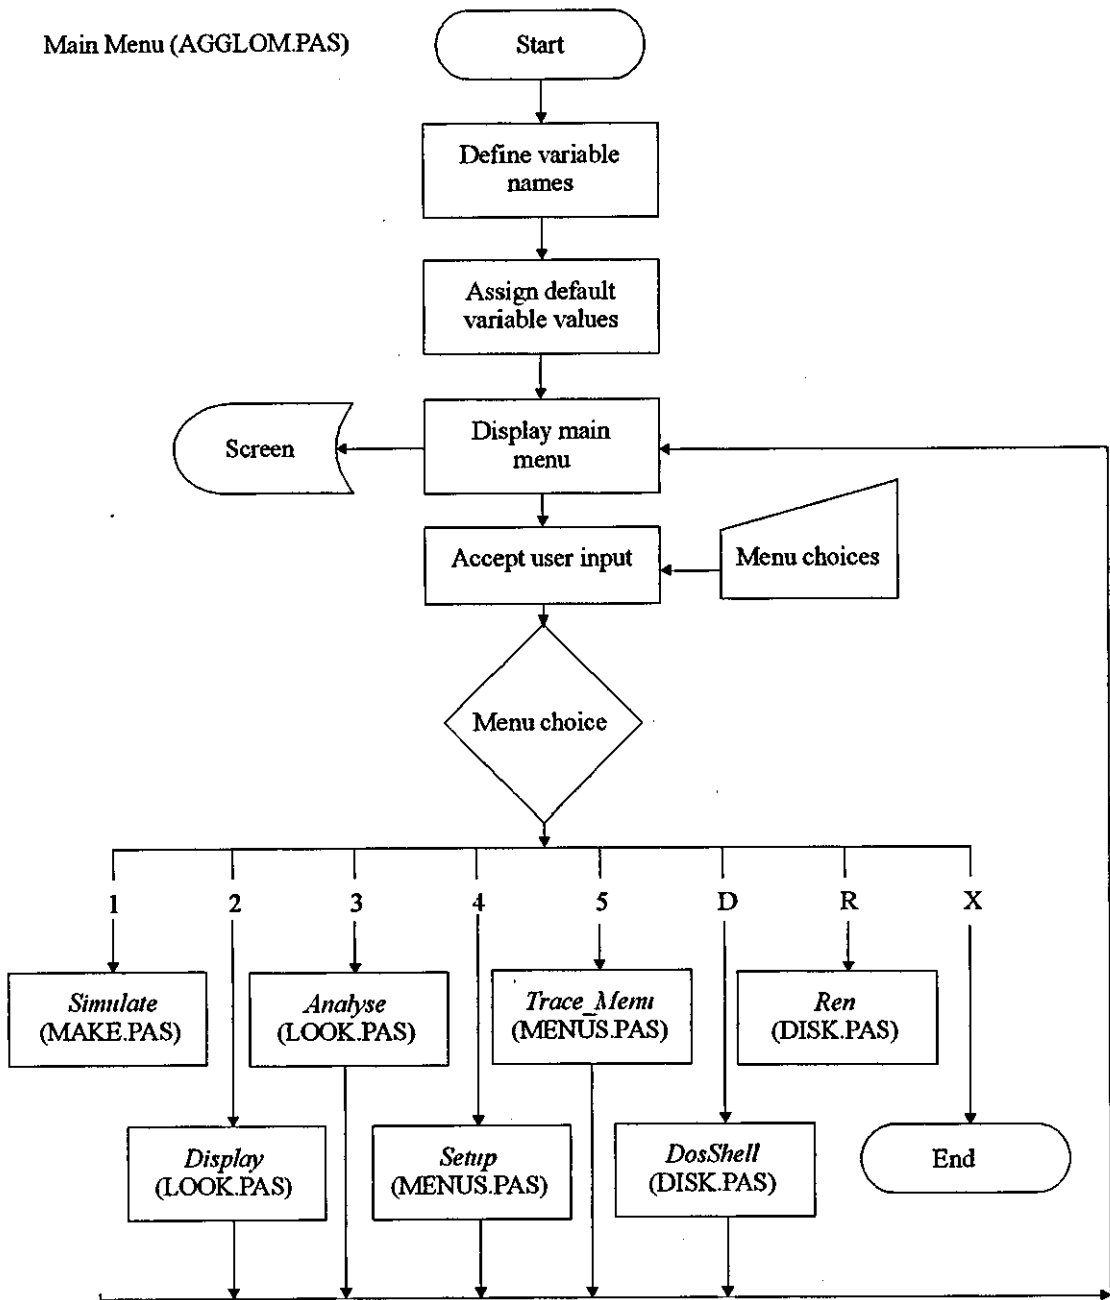 Main Menu (AGGLOM.PAS)
Start
Define variable
names
Assign default
variable values
Screen
Display main
menu
Accept user input
Menu choices
Menu choice
1 2 3 4 5 D R X
Simulate
(MAKE.PAS)
Analyse
(LOOK.PAS)
Trace_Menu
(MENUS.PAS)
Ren
(DISK.PAS)
Display
(LOOK.PAS)
Setup
(MENUS.PAS)
DosShell
(DISK.PAS)
End